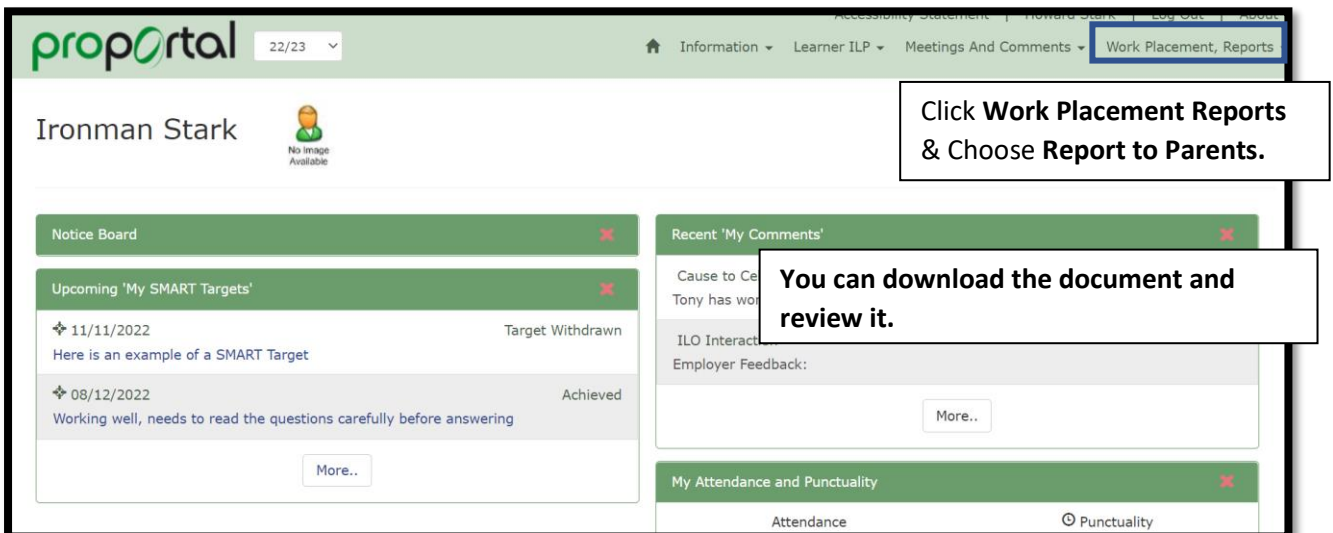 Accessibility Statement | Howard Stark | Log Out | About
proportal 22/23
Information Learner ILP Meetings And Comments Work Placement, Reports
Ironman Stark
No Image
Available
Click Work Placement Reports
& Choose Report to Parents.
Notice Board
Upcoming 'My SMART Targets'
11/11/2022 Target Withdrawn
Here is an example of a SMART Target
08/12/2022 Achieved
Working well, needs to read the questions carefully before answering
More..
Recent 'My Comments'
Cause to Ce
Tony has wor
You can download the document and
review it.
ILO Interaction
Employer Feedback:
More..
My Attendance and Punctuality
Attendance Punctuality